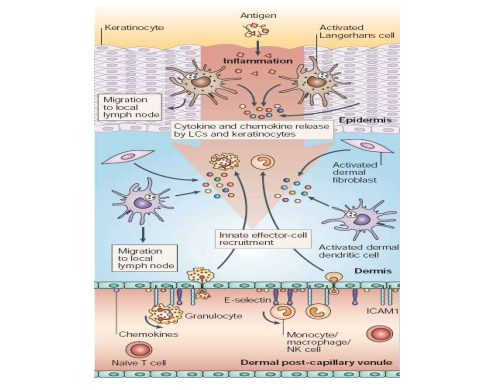 Antigen
Keratinocyte
Activated
Langerhans cell
Inflammation
Migration
to local
lymph node
Epidermis
Cytokine and chemokine release
by LCs and keratinocytes
Activated
dermal
fibroblast
Innate effector-cell
recruitment
Migration
to local
lymph node
Activated dermal
dendritic cell
Dermis
E-selectin
ICAM1
Granulocyte
Chemokines
Monocyte/
macrophage/
NK cell
Naive T cell
Dermal post-capillary venule